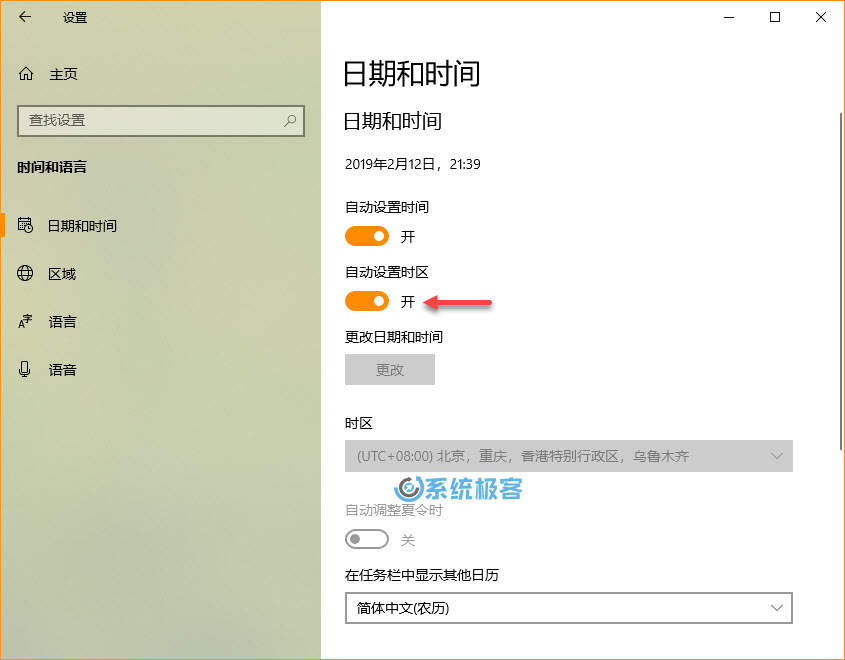 设置
主页
查找设置
时间和语言
日期和时间
区域
语言
语音
日期和时间
日期和时间
2019年2月12日，21:39
自动设置时间
开
自动设置时区
开
更改日期和时间
更改
时区
(UTC+08:00) 北京，重庆，香港特别行政区，乌鲁木齐
系统极客
自动调整夏令时
关
在任务栏中显示其他日历
简体中文(农历)